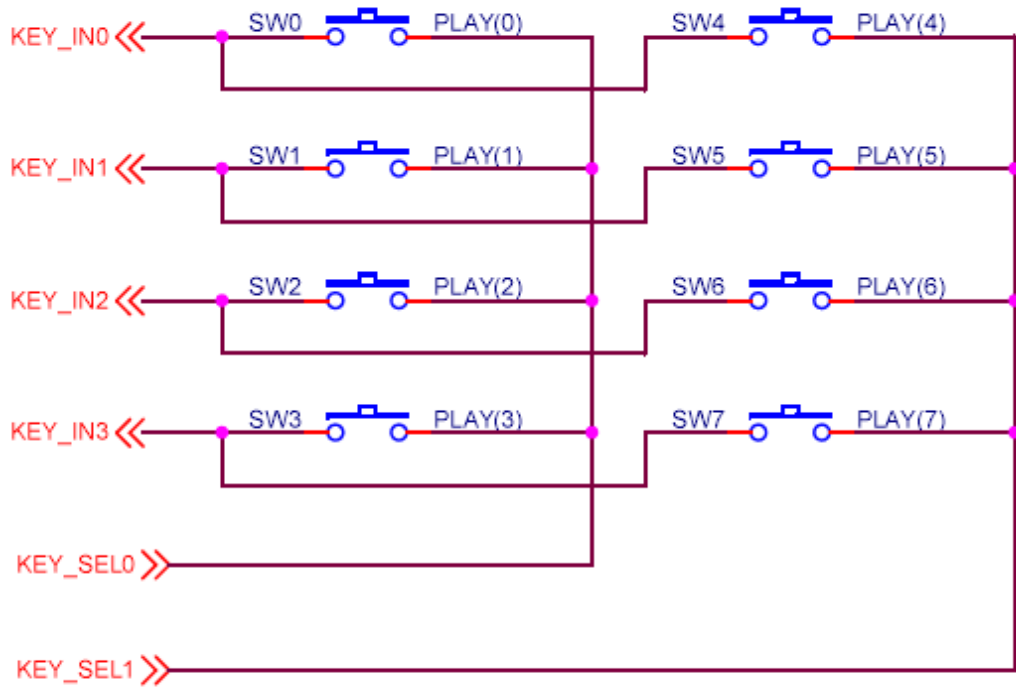 KEY_IN0 SW0 PLAY(0) SW4 PLAY(4)
KEY_IN1 SW1 PLAY(1) SW5 PLAY(5)
KEY_IN2 SW2 PLAY(2) SW6 PLAY(6)
KEY_IN3 SW3 PLAY(3) SW7 PLAY(7)
KEY_SEL0
KEY_SEL1